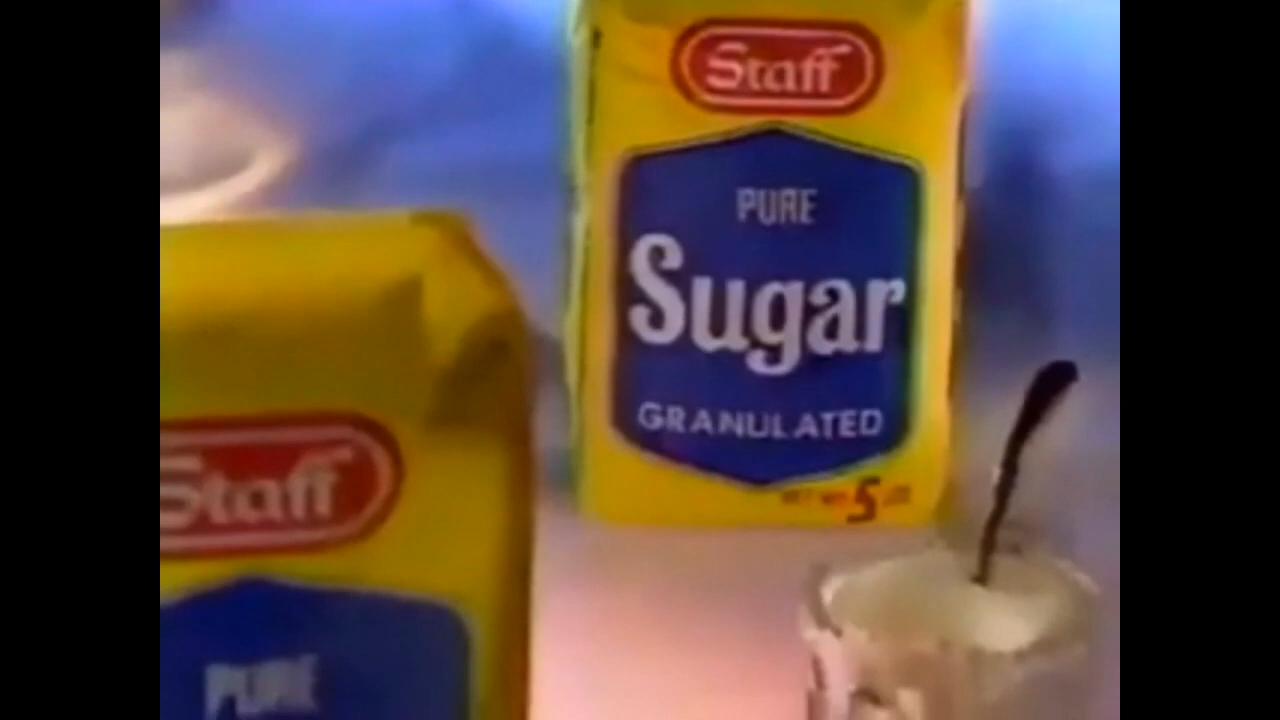 Staff
PURE
Sugar
GRANULATED
5
Staff
PURE